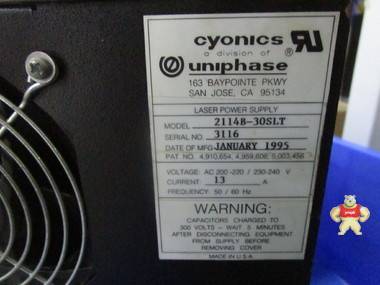 cyonics
a division of ®
uniphase
163 BAYPOINTE PKWY
SAN JOSE, CA 95134
LASER POWER SUPPLY
MODEL 2114B-30SLT
SERIAL 3116
DATE OF MFG JANUARY 1995
PAT NO. 4,910,654, 4,959,606, 5,003,456
VOLTAGE: AC 200-220 / 230-240 V
CURRENT: 13 A
FREQUENCY: 50 / 60 Hz
WARNING:
CAPACITORS CHARGED TO
300 VOLTS - WAIT 5 MINUTES
AFTER DISCONNECTING EQUIPMENT
FROM SUPPLY BEFORE
REMOVING COVER
MADE IN U.S.A.